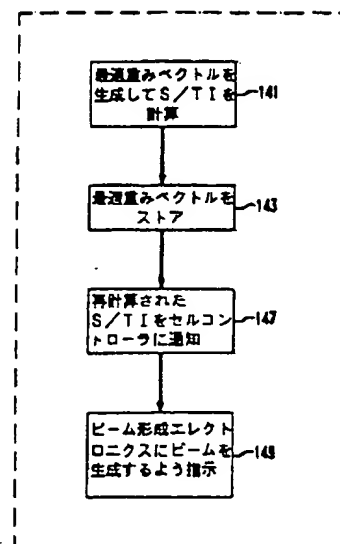 最適重みベクトルを
生成してS/TIを
計算
141
最適重みベクトルを
ストア
143
再計算された
S/TIをセルコン
トローラに通知
147
ビーム形成エレクト
ロニクスにビームを
生成するよう指示
149